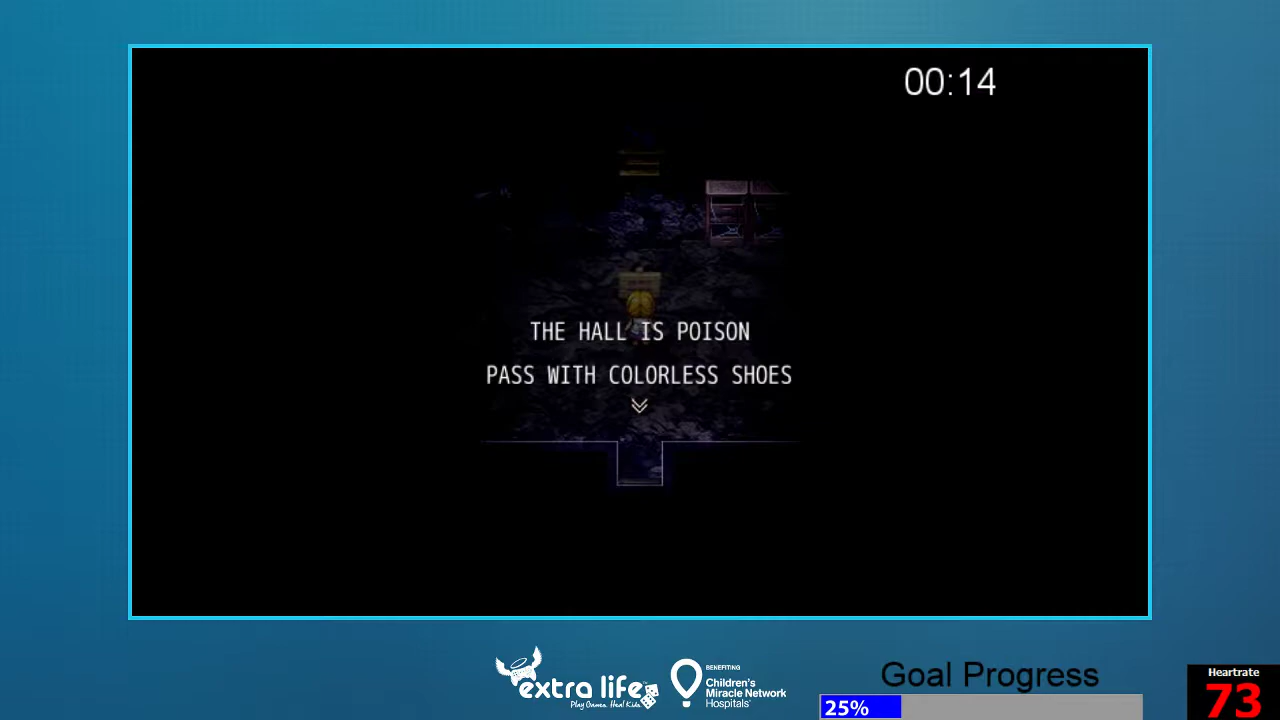 00:14
THE HALL IS POISON
PASS WITH COLORLESS SHOES
extra life
Play Games. Heal Kids.
BENEFITING
Children's
Miracle Network
Hospitals
Goal Progress
25%
Heartrate
73